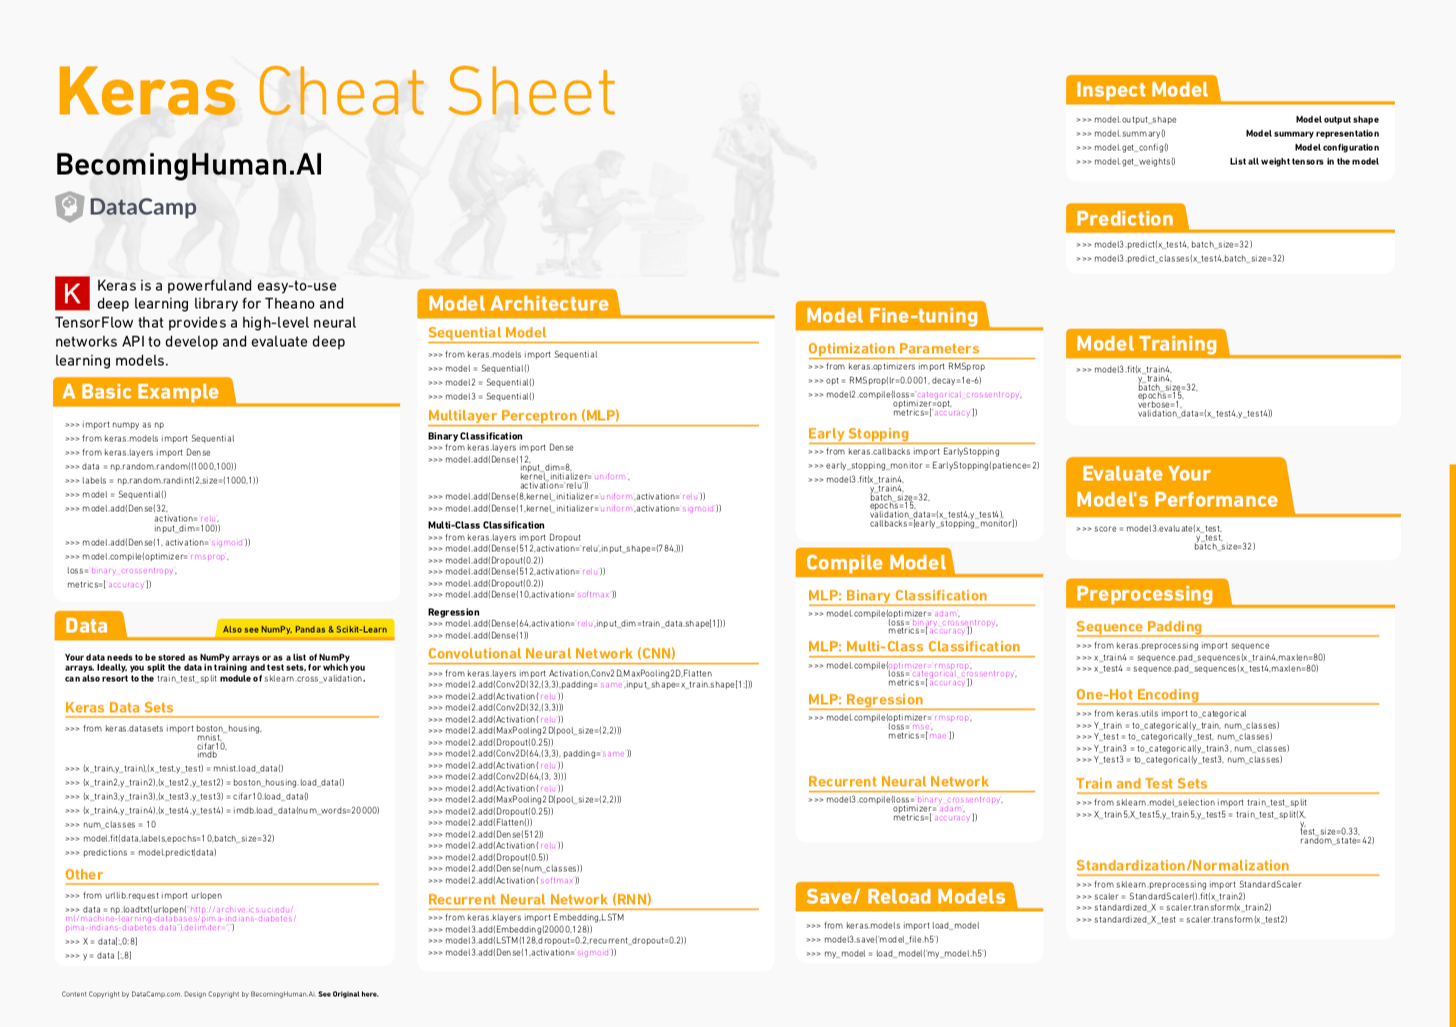 Keras Cheat Sheet
BecomingHuman.AI
DataCamp
K
Keras is a powerfuland easy-to-use
deep learning library for Theano and
TensorFlow that provides a high-level neural
networks API to develop and evaluate deep
learning models.
A Basic Example
>>> import numpy as np
>>> from keras.models import Sequential
>>> from keras.layers import Dense
>>> data = np.random.random((1000,100))
>>> labels = np.random.randint(2,size=(1000,1))
>>> model = Sequential()
>>> model.add(Dense(32,
activation='relu',
input_dim=100))
>>> model.add(Dense(1, activation='sigmoid'))
>>> model.compile(optimizer='rmsprop',
loss='binary_crossentropy',
metrics=['accuracy'])
Data
Also see NumPy, Pandas & Scikit-Learn
Your data needs to be stored as NumPy arrays or as a list of NumPy
arrays. Ideally, you split the data in training and test sets, for which you
can also resort to the train_test_split module of sklearn.cross_validation.
Keras Data Sets
>>> from keras.datasets import boston_housing,
mnist,
cifar10,
imdb
>>> (x_train,y_train),(x_test,y_test) = mnist.load_data()
>>> (x_train2,y_train2),(x_test2,y_test2) = boston_housing.load_data()
>>> (x_train3,y_train3),(x_test3,y_test3) = cifar10.load_data()
>>> (x_train4,y_train4),(x_test4,y_test4) = imdb.load_data(num_words=20000)
>>> num_classes = 10
>>> model.fit(data,labels,epochs=10,batch_size=32)
>>> predictions = model.predict(data)
Other
>>> from urllib.request import urlopen
>>> data = np.loadtxt(urlopen("http://archive.ics.uci.edu/
ml/machine-learning-databases/pima-indians-diabetes/
pima-indians-diabetes.data"),delimiter=",")
>>> X = data[:,0:8]
>>> y = data [:,8]
Model Architecture
Sequential Model
>>> from keras.models import Sequential
>>> model = Sequential()
>>> model2 = Sequential()
>>> model3 = Sequential()
Multilayer Perceptron (MLP)
Binary Classification
>>> from keras.layers import Dense
>>> model.add(Dense(12,
input_dim=8,
kernel_initializer='uniform',
activation='relu'))
>>> model.add(Dense(8,kernel_initializer='uniform',activation='relu'))
>>> model.add(Dense(1,kernel_initializer='uniform',activation='sigmoid'))
Multi-Class Classification
>>> from keras.layers import Dropout
>>> model.add(Dense(512,activation='relu',input_shape=(784,)))
>>> model.add(Dropout(0.2))
>>> model.add(Dense(512,activation='relu'))
>>> model.add(Dropout(0.2))
>>> model.add(Dense(10,activation='softmax'))
Regression
>>> model.add(Dense(64,activation='relu',input_dim=train_data.shape[1]))
>>> model.add(Dense(1))
Convolutional Neural Network (CNN)
>>> from keras.layers import Activation,Conv2D,MaxPooling2D,Flatten
>>> model2.add(Conv2D(32,(3,3),padding='same',input_shape=x_train.shape[1:]))
>>> model2.add(Activation('relu'))
>>> model2.add(Conv2D(32,(3,3)))
>>> model2.add(Activation('relu'))
>>> model2.add(MaxPooling2D(pool_size=(2,2)))
>>> model2.add(Dropout(0.25))
>>> model2.add(Conv2D(64,(3,3), padding='same'))
>>> model2.add(Activation('relu'))
>>> model2.add(Conv2D(64,(3, 3)))
>>> model2.add(Activation('relu'))
>>> model2.add(MaxPooling2D(pool_size=(2,2)))
>>> model2.add(Dropout(0.25))
>>> model2.add(Flatten())
>>> model2.add(Dense(512))
>>> model2.add(Activation('relu'))
>>> model2.add(Dropout(0.5))
>>> model2.add(Dense(num_classes))
>>> model2.add(Activation('softmax'))
Recurrent Neural Network (RNN)
>>> from keras.klayers import Embedding,LSTM
>>> model3.add(Embedding(20000,128))
>>> model3.add(LSTM(128,dropout=0.2,recurrent_dropout=0.2))
>>> model3.add(Dense(1,activation='sigmoid'))
Model Fine-tuning
Optimization Parameters
>>> from keras.optimizers import RMSprop
>>> opt = RMSprop(lr=0.0001, decay=1e-6)
>>> model2.compile(loss='categorical_crossentropy',
optimizer=opt,
metrics=['accuracy'])
Early Stopping
>>> from keras.callbacks import EarlyStopping
>>> early_stopping_monitor = EarlyStopping(patience=2)
>>> model3.fit(x_train4,
y_train4,
batch_size=32,
epochs=15,
validation_data=(x_test4,y_test4),
callbacks=[early_stopping_monitor])
Compile Model
MLP: Binary Classification
>>> model.compile(optimizer='adam',
loss='binary_crossentropy',
metrics=['accuracy'])
MLP: Multi-Class Classification
>>> model.compile(optimizer='rmsprop',
loss='categorical_crossentropy',
metrics=['accuracy'])
MLP: Regression
>>> model.compile(optimizer='rmsprop',
loss='mse',
metrics=['mae'])
Recurrent Neural Network
>>> model3.compile(loss='binary_crossentropy',
optimizer='adam',
metrics=['accuracy'])
Save/ Reload Models
>>> from keras.models import load_model
>>> model3.save('model_file.h5')
>>> my_model = load_model('my_model.h5')
Inspect Model
>>> model.output_shape Model output shape
>>> model.summary() Model summary representation
>>> model.get_config() Model configuration
>>> model.get_weights() List all weight tensors in the model
Prediction
>>> model3.predict(x_test4, batch_size=32)
>>> model3.predict_classes(x_test4,batch_size=32)
Model Training
>>> model3.fit(x_train4,
y_train4,
batch_size=32,
epochs=15,
verbose=1,
validation_data=(x_test4,y_test4))
Evaluate Your
Model's Performance
>>> score = model3.evaluate(x_test,
y_test,
batch_size=32)
Preprocessing
Sequence Padding
>>> from keras.preprocessing import sequence
>>> x_train4 = sequence.pad_sequences(x_train4,maxlen=80)
>>> x_test4 = sequence.pad_sequences(x_test4,maxlen=80)
One-Hot Encoding
>>> from keras.utils import to_categorical
>>> Y_train = to_categorical(y_train, num_classes)
>>> Y_test = to_categorical(y_test, num_classes)
>>> Y_train3 = to_categorical(y_train3, num_classes)
>>> Y_test3 = to_categorical(y_test3, num_classes)
Train and Test Sets
>>> from sklearn.model_selection import train_test_split
>>> X_train5,X_test5,y_train5,y_test5 = train_test_split(X,
y,
test_size=0.33,
random_state=42)
Standardization/Normalization
>>> from sklearn.preprocessing import StandardScaler
>>> scaler = StandardScaler().fit(x_train2)
>>> standardized_X = scaler.transform(x_train2)
>>> standardized_X_test = scaler.transform(x_test2)
Content Copyright by DataCamp.com. Design Copyright by BecomingHuman.AI. See Original here.